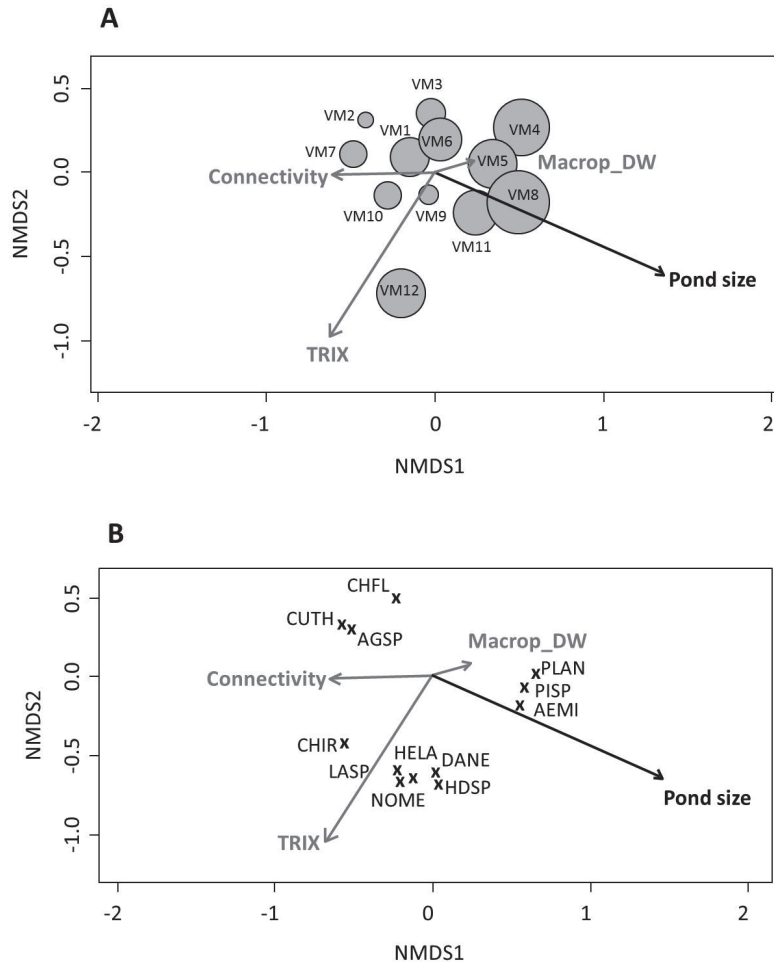 A
0.5
0.0
-0.5
-1.0
NMDS2
VM3
VM2
VM1
VM4
VM6
VM7
VM5
Macrop_DW
Connectivity
VM8
VM10
VM9
VM11
Pond size
VM12
TRIX
-2
-1
0
1
2
NMDS1
B
0.5
0.0
-0.5
-1.0
NMDS2
CHFL
x
CUTH x
x AGSP
Macrop_DW
Connectivity
x PLAN
x PISP
x AEMI
CHIR x
HELA DANE
LASP x x
x x x HDSP
NOME
Pond size
TRIX
-2
-1
0
1
2
NMDS1